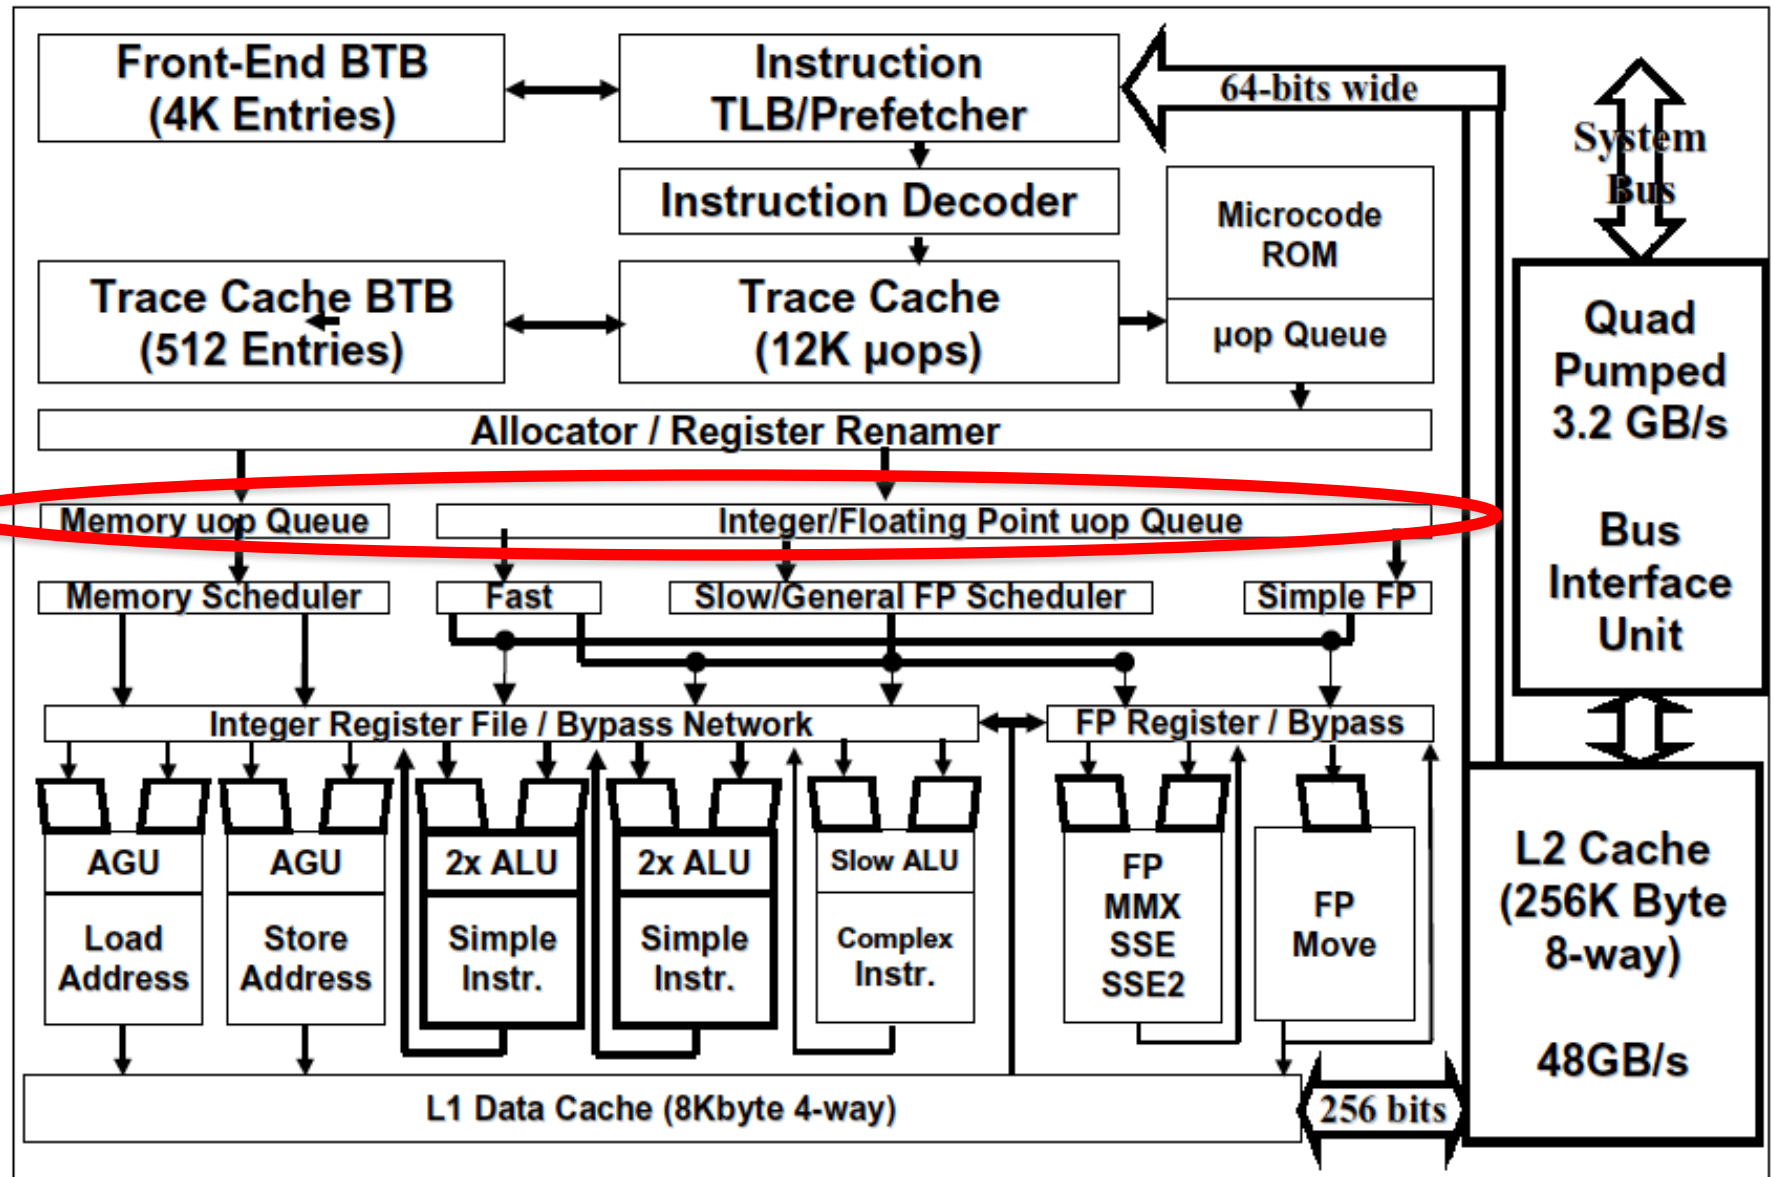 Front-End BTB
(4K Entries)
Instruction
TLB/Prefetcher
64-bits wide
System
Bus
Instruction Decoder
Microcode
ROM
Trace Cache BTB
(512 Entries)
Trace Cache
(12K µops)
µop Queue
Quad
Pumped
3.2 GB/s
Bus
Interface
Unit
Allocator / Register Renamer
Memory uop Queue
Integer/Floating Point uop Queue
Memory Scheduler
Fast
Slow/General FP Scheduler
Simple FP
Integer Register File / Bypass Network
FP Register / Bypass
AGU
Load
Address
AGU
Store
Address
2x ALU
Simple
Instr.
2x ALU
Simple
Instr.
Slow ALU
Complex
Instr.
FP
MMX
SSE
SSE2
FP
Move
L2 Cache
(256K Byte
8-way)
48GB/s
L1 Data Cache (8Kbyte 4-way)
256 bits